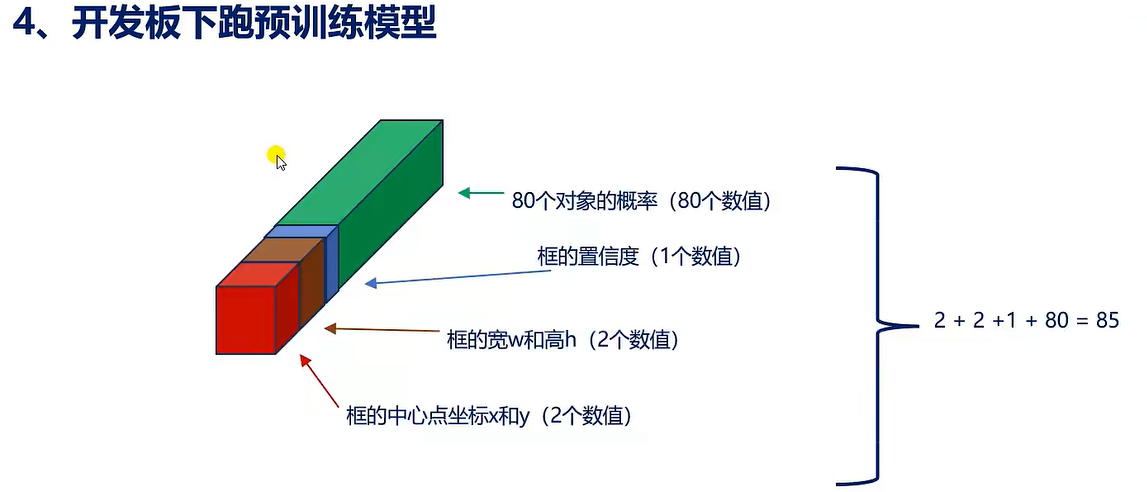 4、开发板下跑预训练模型
80个对象的概率（80个数值）
框的置信度（1个数值）
2 + 2 +1 + 80 = 85
框的宽w和高h（2个数值）
框的中心点坐标x和y（2个数值）